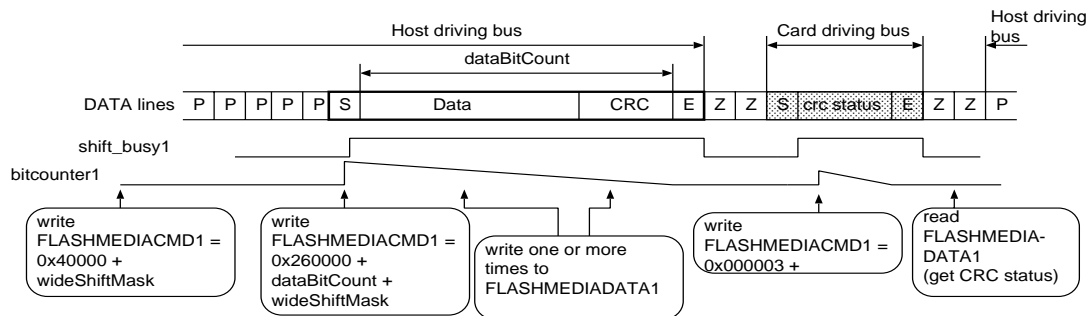 Host driving bus
Card driving bus
Host driving
bus
dataBitCount
DATA lines P P P P P S Data CRC E Z Z S crc status E Z Z P
shift_busy1
bitcounter1
write
FLASHMEDIACMD1 =
0x40000 +
wideShiftMask
write
FLASHMEDIACMD1 =
0x260000 +
dataBitCount +
wideShiftMask
write one or more
times to
FLASHMEDIADATA1
write
FLASHMEDIACMD1 =
0x000003 +
read
FLASHMEDIA-
DATA1
(get CRC status)